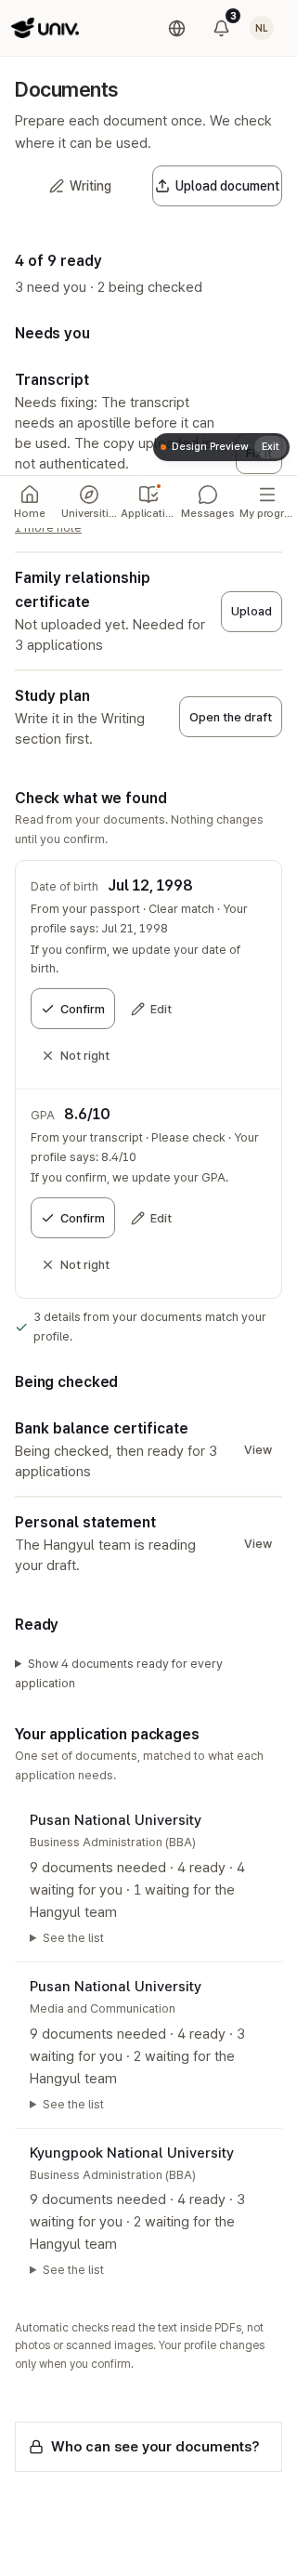 UNIV.
3
NL
Documents
Prepare each document once. We check
where it can be used.
Writing
Upload document
4 of 9 ready
3 need you · 2 being checked
Needs you
Transcript
Needs fixing: The transcript
needs an apostille before it can
be used. The copy uploaded is
not authenticated.
Design Preview
Exit
Home
Universiti...
Applicati...
Messages
My progr...
1 more note
Family relationship
certificate
Not uploaded yet. Needed for
3 applications
Upload
Study plan
Write it in the Writing
section first.
Open the draft
Check what we found
Read from your documents. Nothing changes
until you confirm.
Date of birth Jul 12, 1998
From your passport · Clear match · Your
profile says: Jul 21, 1998
If you confirm, we update your date of
birth.
Confirm
Edit
Not right
GPA 8.6/10
From your transcript · Please check · Your
profile says: 8.4/10
If you confirm, we update your GPA.
Confirm
Edit
Not right
3 details from your documents match your
profile.
Being checked
Bank balance certificate
Being checked, then ready for 3
applications
View
Personal statement
The Hangyul team is reading
your draft.
View
Ready
Show 4 documents ready for every
application
Your application packages
One set of documents, matched to what each
application needs.
Pusan National University
Business Administration (BBA)
9 documents needed · 4 ready · 4
waiting for you · 1 waiting for the
Hangyul team
See the list
Pusan National University
Media and Communication
9 documents needed · 4 ready · 3
waiting for you · 2 waiting for the
Hangyul team
See the list
Kyungpook National University
Business Administration (BBA)
9 documents needed · 4 ready · 3
waiting for you · 2 waiting for the
Hangyul team
See the list
Automatic checks read the text inside PDFs, not
photos or scanned images. Your profile changes
only when you confirm.
Who can see your documents?